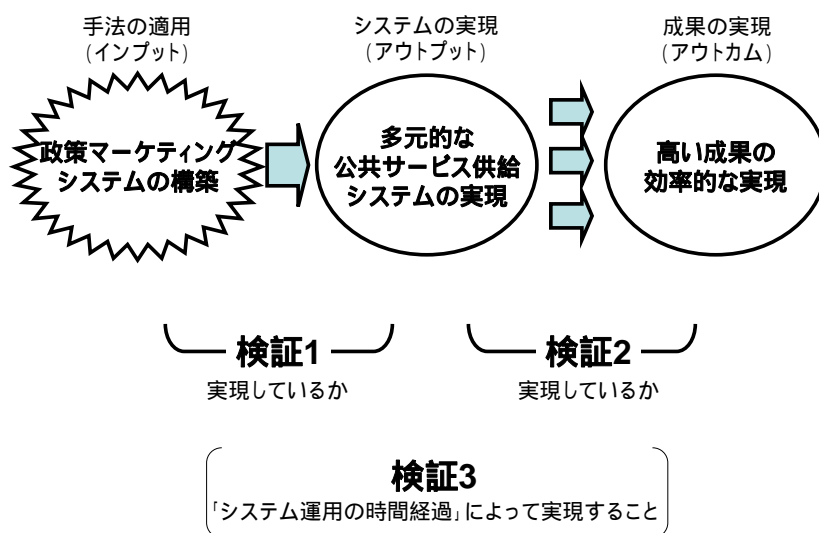 手法の適用
(インプット)
システムの実現
(アウトプット)
成果の実現
(アウトカム)
政策マーケティング
システムの構築
多元的な
公共サービス供給
システムの実現
高い成果の
効率的な実現
検証1
実現しているか
検証2
実現しているか
検証3
「システム運用の時間経過」によって実現すること